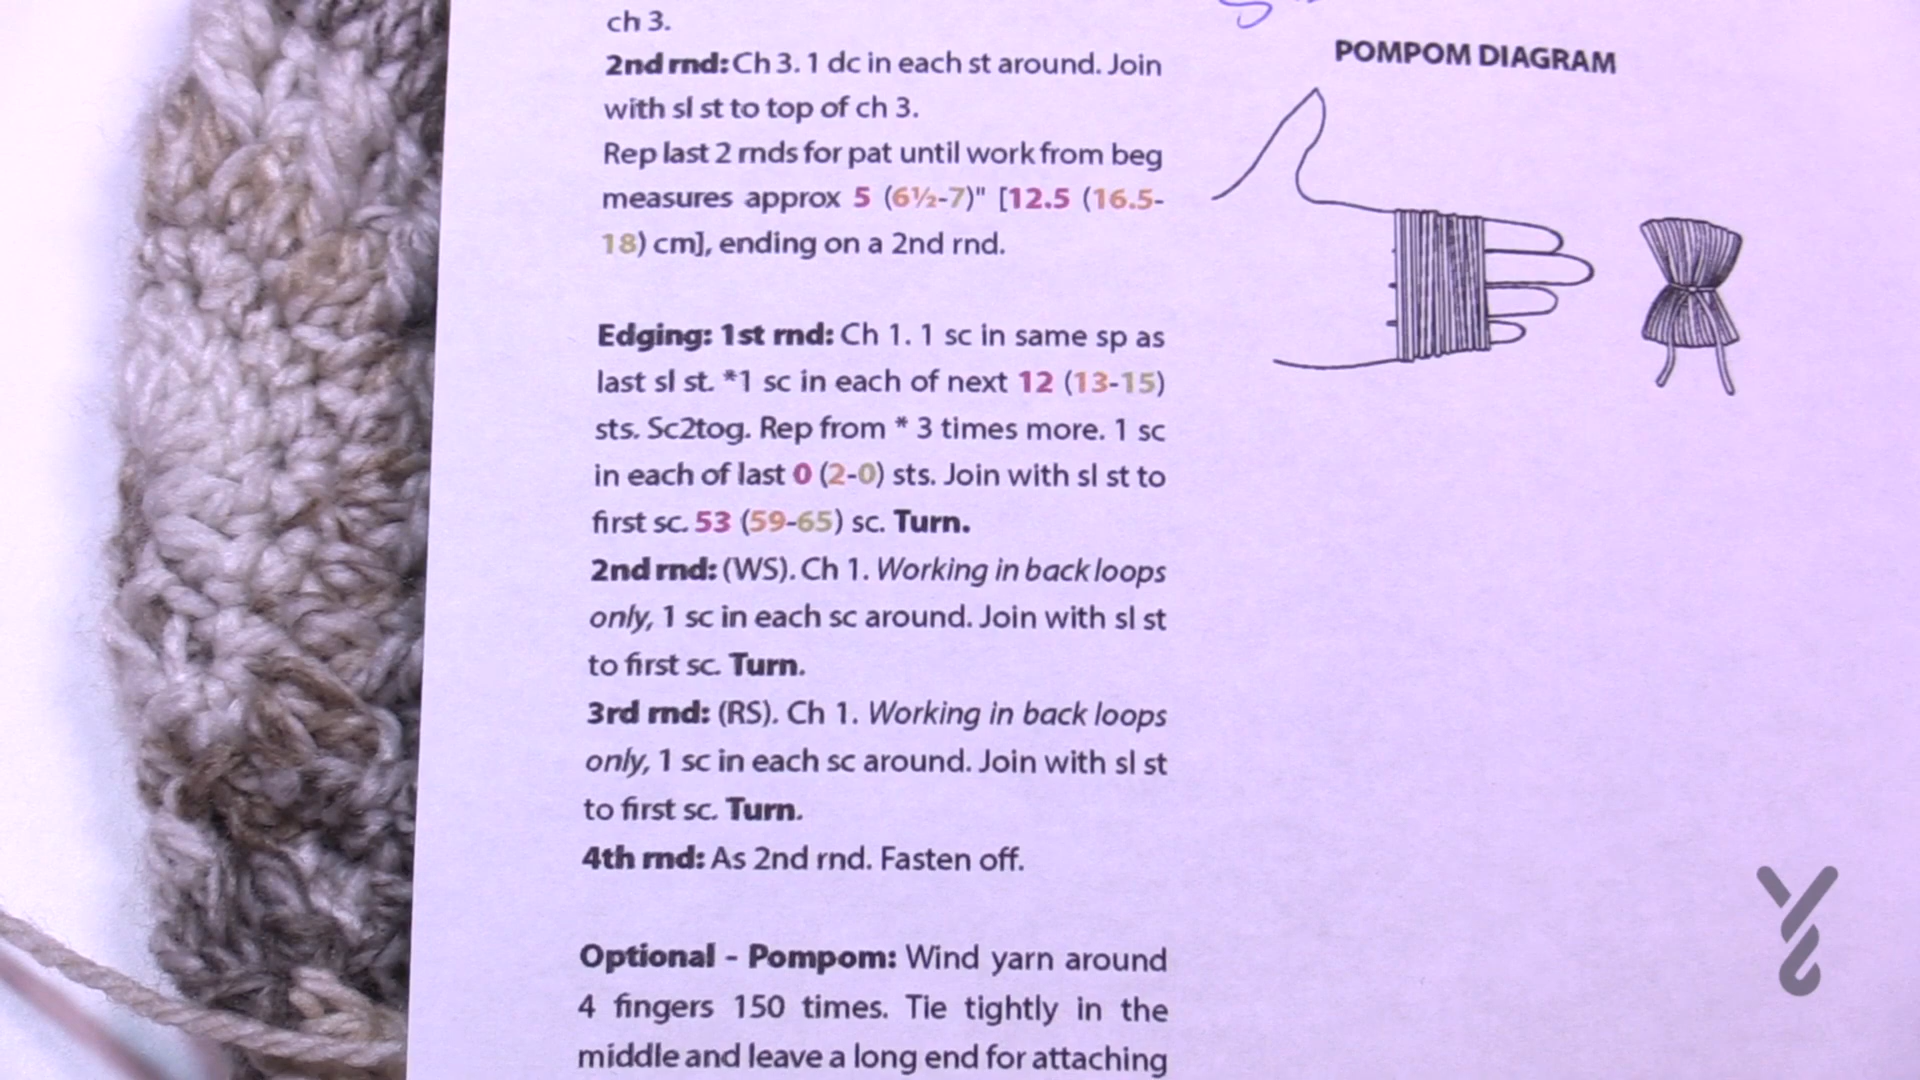 ch 3.
2nd rnd: Ch 3. 1 dc in each st around. Join
with sl st to top of ch 3.
Rep last 2 rnds for pat until work from beg
measures approx 5 (6½-7)" [12.5 (16.5-
18) cm], ending on a 2nd rnd.
Edging: 1st rnd: Ch 1. 1 sc in same sp as
last sl st. *1 sc in each of next 12 (13-15)
sts. Sc2tog. Rep from * 3 times more. 1 sc
in each of last 0 (2-0) sts. Join with sl st to
first sc. 53 (59-65) sc. Turn.
2nd rnd: (WS). Ch 1. Working in back loops
only, 1 sc in each sc around. Join with sl st
to first sc. Turn.
3rd rnd: (RS). Ch 1. Working in back loops
only, 1 sc in each sc around. Join with sl st
to first sc. Turn.
4th rnd: As 2nd rnd. Fasten off.
Optional - Pompom: Wind yarn around
4 fingers 150 times. Tie tightly in the
middle and leave a long end for attaching
POMPOM DIAGRAM